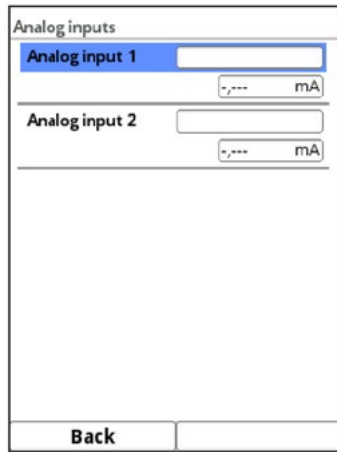 Analog inputs
Analog input 1
-,--- mA
Analog input 2
-,--- mA
Back